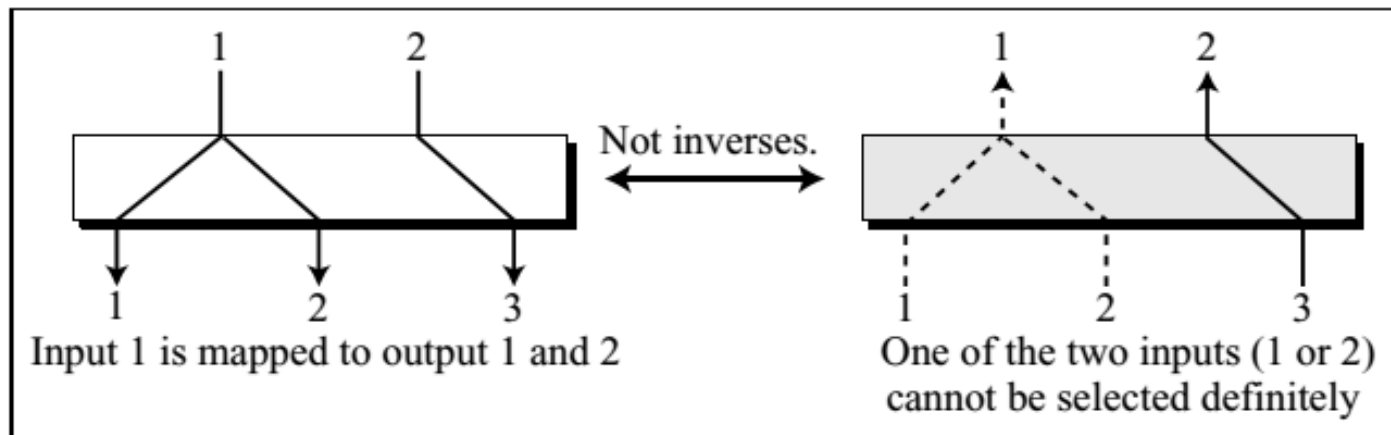 1 2
1 2
Not inverses.
1 2 3
1 2 3
Input 1 is mapped to output 1 and 2
One of the two inputs (1 or 2)
cannot be selected definitely